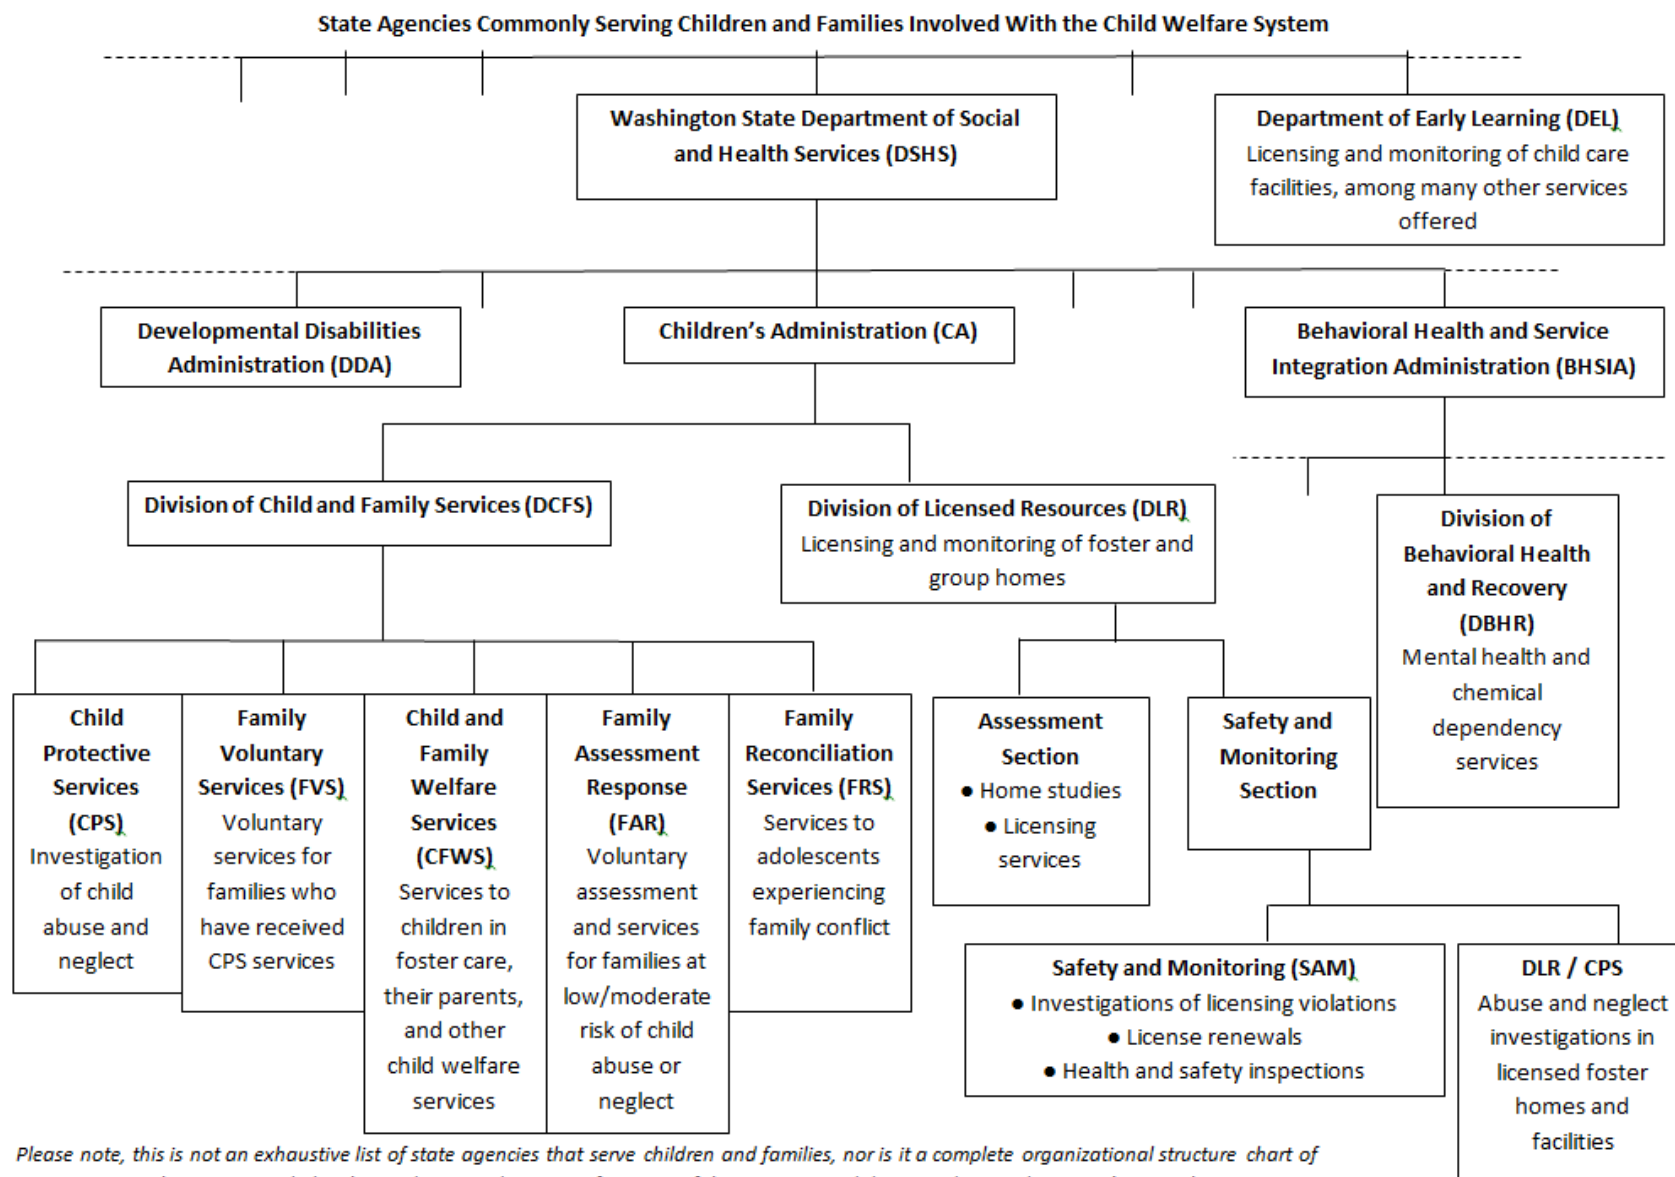 State Agencies Commonly Serving Children and Families Involved With the Child Welfare System
Washington State Department of Social
and Health Services (DSHS)
Department of Early Learning (DEL)
Licensing and monitoring of child care
facilities, among many other services
offered
Developmental Disabilities
Administration (DDA)
Children's Administration (CA)
Behavioral Health and Service
Integration Administration (BHSIA)
Division of Child and Family Services (DCFS)
Division of Licensed Resources (DLR)
Licensing and monitoring of foster and
group homes
Division of
Behavioral Health
and Recovery
(DBHR)
Mental health and
chemical
dependency
services
Child
Protective
Services
(CPS)
Investigation
of child
abuse and
neglect
Family
Voluntary
Services (FVS)
Voluntary
services for
families who
have received
CPS services
Child and
Family
Welfare
Services
(CFWS)
Services to
children in
foster care,
their parents,
and other
child welfare
services
Family
Assessment
Response
(FAR)
Voluntary
assessment
and services
for families at
low/moderate
risk of child
abuse or
neglect
Family
Reconciliation
Services (FRS)
Services to
adolescents
experiencing
family conflict
Assessment
Section
● Home studies
● Licensing
services
Safety and
Monitoring
Section
Safety and Monitoring (SAM)
● Investigations of licensing violations
● License renewals
● Health and safety inspections
DLR / CPS
Abuse and neglect
investigations in
licensed foster
homes and
facilities
Please note, this is not an exhaustive list of state agencies that serve children and families, nor is it a complete organizational structure chart of